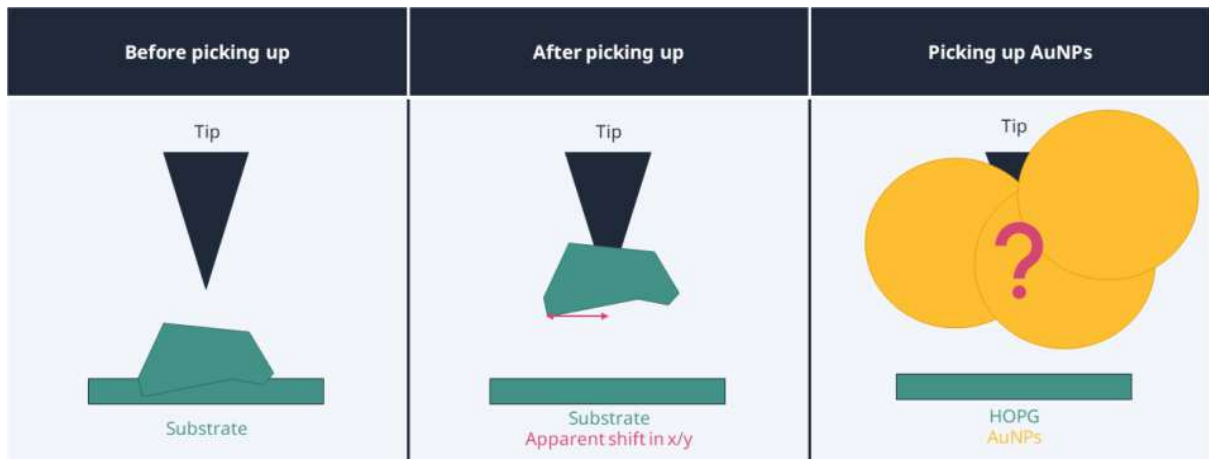 Before picking up
After picking up
Picking up AuNPs
Tip
Tip
Tip
?
Substrate
Substrate
Apparent shift in x/y
HOPG
AuNPs